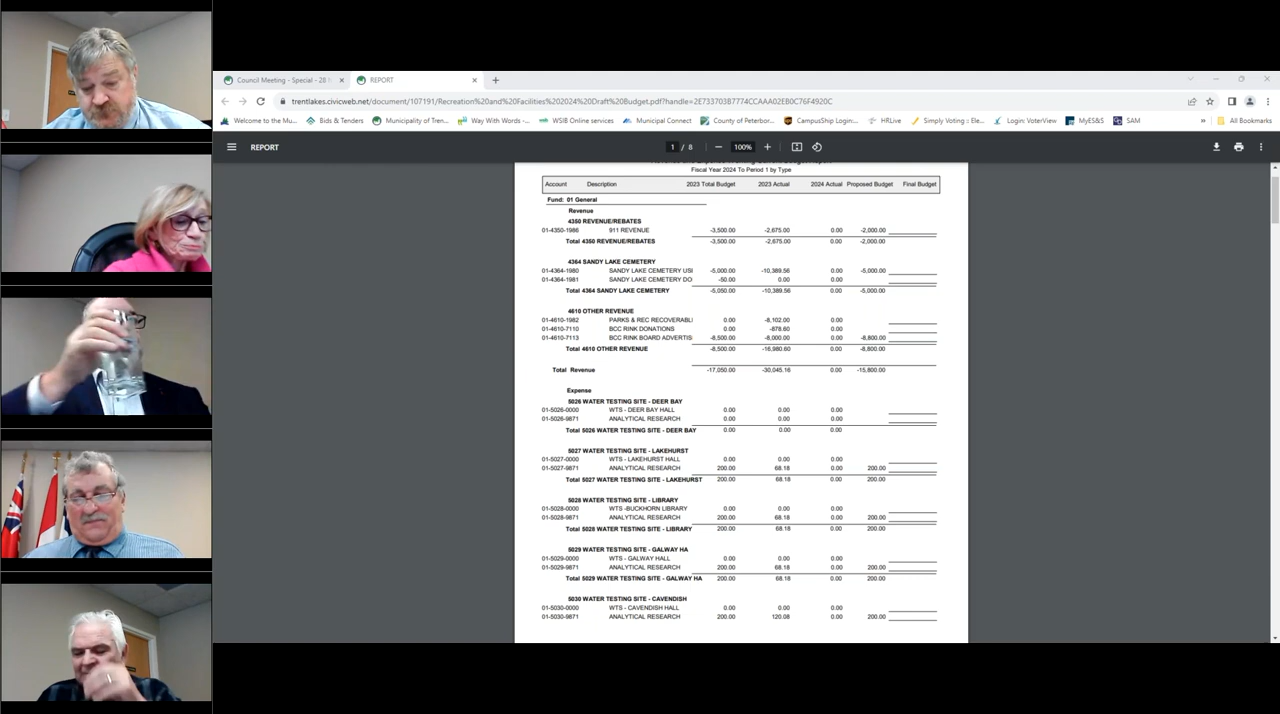 Council Meeting - Special - 28
REPORT
trentlakes.civicweb.net/document/107191/Recreation%20and%20Facilities%202024%20Draft%20Budget.pdf?handle=2E733703B7774CCAAA02EB0C76F4920C
Welcome to the Mu... Bids & Tenders Municipality of Tren... Way With Words -... WSIB Online services Municipal Connect County of Peterbor... CampusShip Login:... HRLive Simply Voting :: Ele... Login: VoterView MyES&S SAM » All Bookmarks
REPORT 1 / 8 100%
Fiscal Year 2024 To Period 1 by Type
Account Description 2023 Total Budget 2023 Actual 2024 Actual Proposed Budget Final Budget
Fund: 01 General
Revenue
4350 REVENUE/REBATES
01-4350-1986 911 REVENUE -3,500.00 -2,675.00 0.00 -2,000.00
Total 4350 REVENUE/REBATES -3,500.00 -2,675.00 0.00 -2,000.00
4364 SANDY LAKE CEMETERY
01-4364-1980 SANDY LAKE CEMETERY USI -5,000.00 -10,389.56 0.00 -5,000.00
01-4364-1981 SANDY LAKE CEMETERY DO -50.00 0.00 0.00
Total 4364 SANDY LAKE CEMETERY -5,050.00 -10,389.56 0.00 -5,000.00
4610 OTHER REVENUE
01-4610-1982 PARKS & REC RECOVERABLI 0.00 -8,102.00 0.00
01-4610-7110 BCC RINK DONATIONS 0.00 -878.60 0.00
01-4610-7113 BCC RINK BOARD ADVERTIS -8,500.00 -8,000.00 0.00 -8,800.00
Total 4610 OTHER REVENUE -8,500.00 -16,980.60 0.00 -8,800.00
Total Revenue -17,050.00 -30,045.16 0.00 -15,800.00
Expense
5026 WATER TESTING SITE - DEER BAY
01-5026-0000 WTS - DEER BAY HALL 0.00 0.00 0.00
01-5026-9871 ANALYTICAL RESEARCH 0.00 0.00 0.00
Total 5026 WATER TESTING SITE - DEER BAY 0.00 0.00 0.00
5027 WATER TESTING SITE - LAKEHURST
01-5027-0000 WTS - LAKEHURST HALL 0.00 0.00 0.00
01-5027-9871 ANALYTICAL RESEARCH 200.00 68.18 0.00 200.00
Total 5027 WATER TESTING SITE - LAKEHURST 200.00 68.18 0.00 200.00
5028 WATER TESTING SITE - LIBRARY
01-5028-0000 WTS -BUCKHORN LIBRARY 0.00 0.00 0.00
01-5028-9871 ANALYTICAL RESEARCH 200.00 68.18 0.00 200.00
Total 5028 WATER TESTING SITE - LIBRARY 200.00 68.18 0.00 200.00
5029 WATER TESTING SITE - GALWAY HA
01-5029-0000 WTS - GALWAY HALL 0.00 0.00 0.00
01-5029-9871 ANALYTICAL RESEARCH 200.00 68.18 0.00 200.00
Total 5029 WATER TESTING SITE - GALWAY HA 200.00 68.18 0.00 200.00
5030 WATER TESTING SITE - CAVENDISH
01-5030-0000 WTS - CAVENDISH HALL 0.00 0.00 0.00
01-5030-9871 ANALYTICAL RESEARCH 200.00 120.08 0.00 200.00